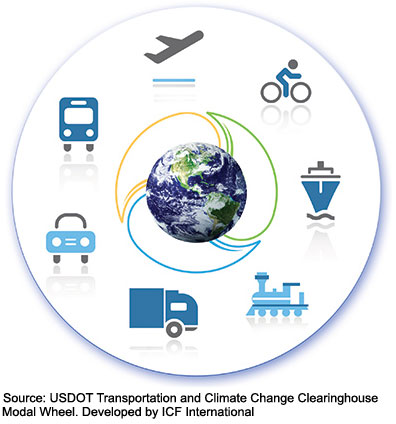 Source: USDOT Transportation and Climate Change Clearinghouse
Modal Wheel. Developed by ICF International